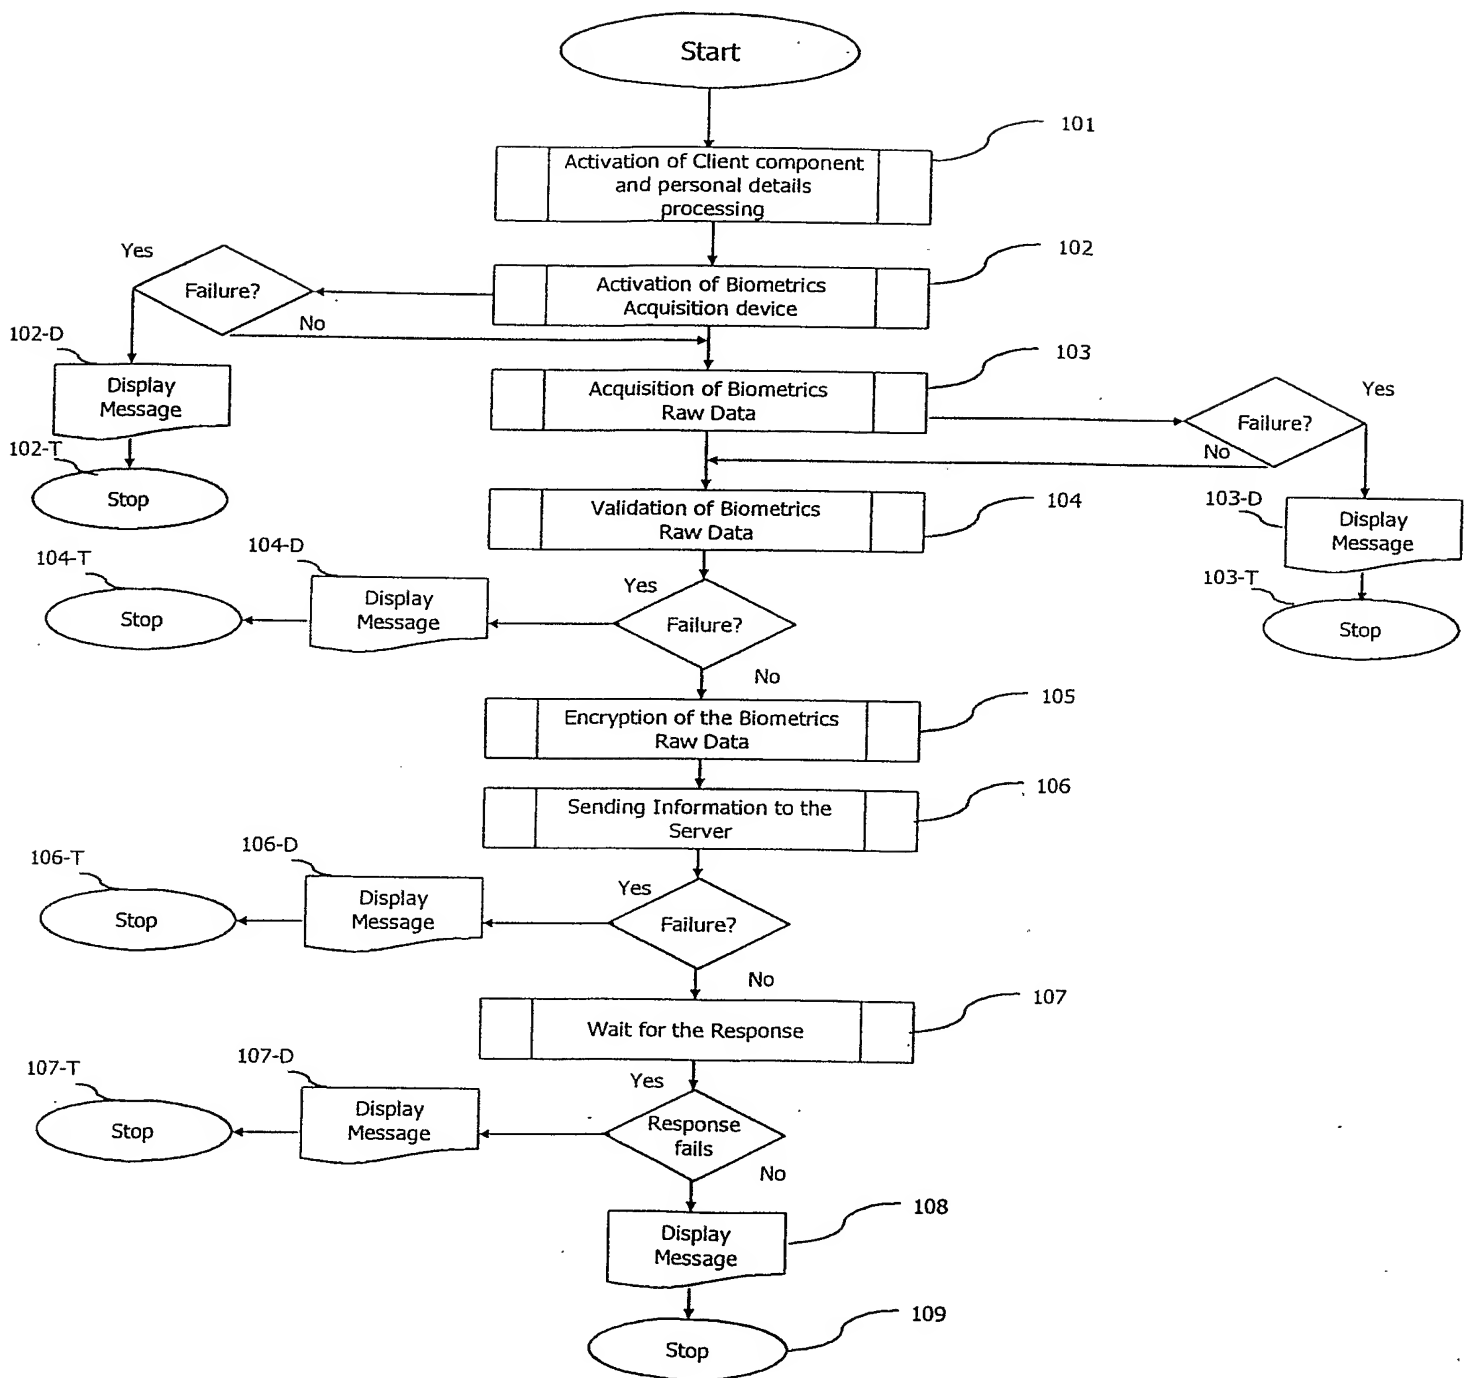 Start
101
Activation of Client component
and personal details
processing
Yes
102
Failure?
Activation of Biometrics
Acquisition device
No
102-D
103
Display
Message
Acquisition of Biometrics
Raw Data
Yes
Failure?
No
102-T
Stop
104
Validation of Biometrics
Raw Data
103-D
Display
Message
104-T
104-D
Yes
103-T
Stop
Display
Message
Failure?
Stop
No
105
Encryption of the Biometrics
Raw Data
106
Sending Information to the
Server
106-T
106-D
Yes
Stop
Display
Message
Failure?
No
107
Wait for the Response
107-T
107-D
Yes
Stop
Display
Message
Response
fails
No
108
Display
Message
109
Stop